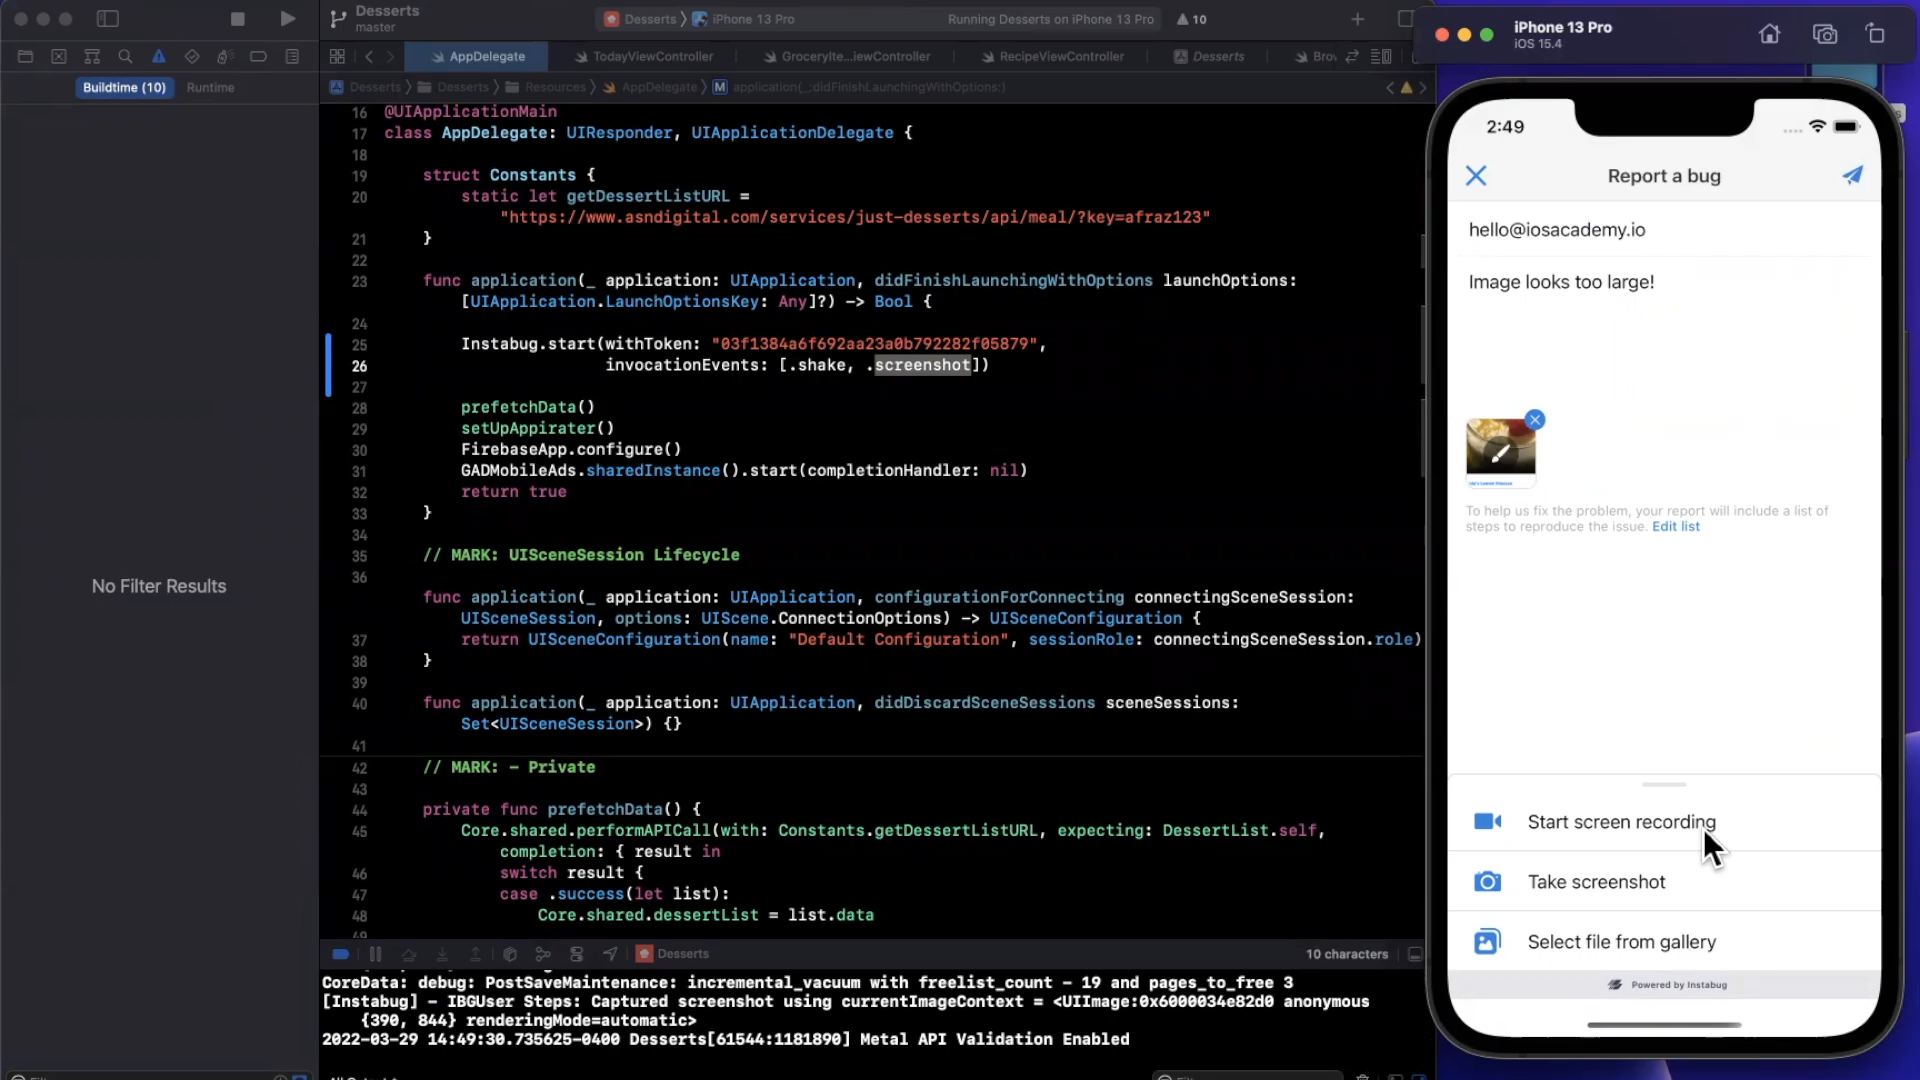 Desserts
master
Desserts
iPhone 13 Pro
Running Desserts on iPhone 13 Pro
10
AppDelegate
TodayViewController
GroceryIte...iewController
RecipeViewController
Desserts
Brov
Buildtime (10)
Runtime
Desserts
Desserts
Resources
AppDelegate
M
application(_:didFinishLaunchingWithOptions:)
No Filter Results
16 @UIApplicationMain
17 class AppDelegate: UIResponder, UIApplicationDelegate {
18
19 struct Constants {
20 static let getDessertListURL =
"https://www.asndigital.com/services/just-desserts/api/meal/?key=afraz123"
21 }
22
23 func application(_ application: UIApplication, didFinishLaunchingWithOptions launchOptions:
[UIApplication.LaunchOptionsKey: Any]?) -> Bool {
24
25 Instabug.start(withToken: "03f1384a6f692aa23a0b792282f05879",
26 invocationEvents: [.shake, .screenshot])
27
28 prefetchData()
29 setUpAppirater()
30 FirebaseApp.configure()
31 GADMobileAds.sharedInstance().start(completionHandler: nil)
32 return true
33 }
34
35 // MARK: UISceneSession Lifecycle
36
func application(_ application: UIApplication, configurationForConnecting connectingSceneSession:
UISceneSession, options: UIScene.ConnectionOptions) -> UISceneConfiguration {
37 return UISceneConfiguration(name: "Default Configuration", sessionRole: connectingSceneSession.role)
38 }
39
40 func application(_ application: UIApplication, didDiscardSceneSessions sceneSessions:
Set<UISceneSession>) {}
41
42 // MARK: - Private
43
44 private func prefetchData() {
45 Core.shared.performAPICall(with: Constants.getDessertListURL, expecting: DessertList.self,
completion: { result in
46 switch result {
47 case .success(let list):
48 Core.shared.dessertList = list.data
49
Desserts
10 characters
CoreData: debug: PostSaveMaintenance: incremental_vacuum with freelist_count - 19 and pages_to_free 3
[Instabug] - IBGUser Steps: Captured screenshot using currentImageContext = <UIImage:0x6000034e82d0 anonymous
{390, 844} renderingMode=automatic>
2022-03-29 14:49:30.735625-0400 Desserts[61544:1181890] Metal API Validation Enabled
iPhone 13 Pro
iOS 15.4
2:49
Report a bug
hello@iosacademy.io
Image looks too large!
To help us fix the problem, your report will include a list of
steps to reproduce the issue. Edit list
Start screen recording
Take screenshot
Select file from gallery
Powered by Instabug